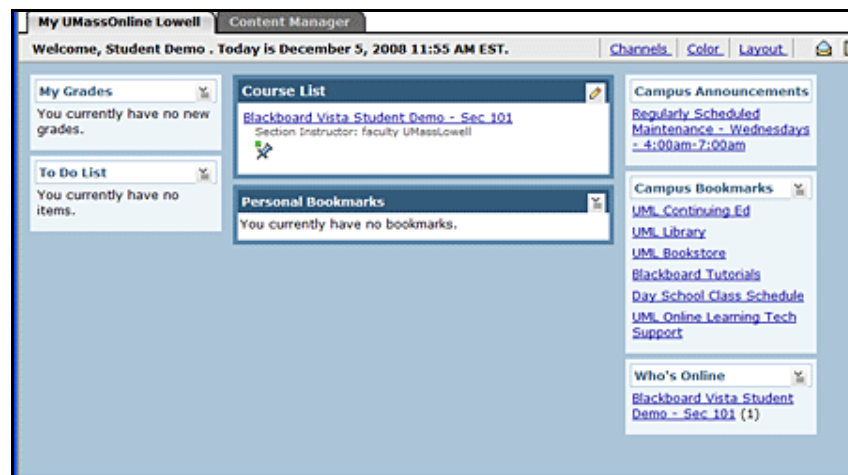 My UMassOnline Lowell
Content Manager
Welcome, Student Demo . Today is December 5, 2008 11:55 AM EST.
Channels
Color
Layout
My Grades
You currently have no new
grades.
To Do List
You currently have no
items.
Course List
Blackboard Vista Student Demo - Sec 101
Section Instructor: faculty UMassLowell
Personal Bookmarks
You currently have no bookmarks.
Campus Announcements
Regularly Scheduled
Maintenance - Wednesdays
- 4:00am-7:00am
Campus Bookmarks
UML Continuing Ed
UML Library
UML Bookstore
Blackboard Tutorials
Day School Class Schedule
UML Online Learning Tech
Support
Who's Online
Blackboard Vista Student
Demo - Sec 101 (1)